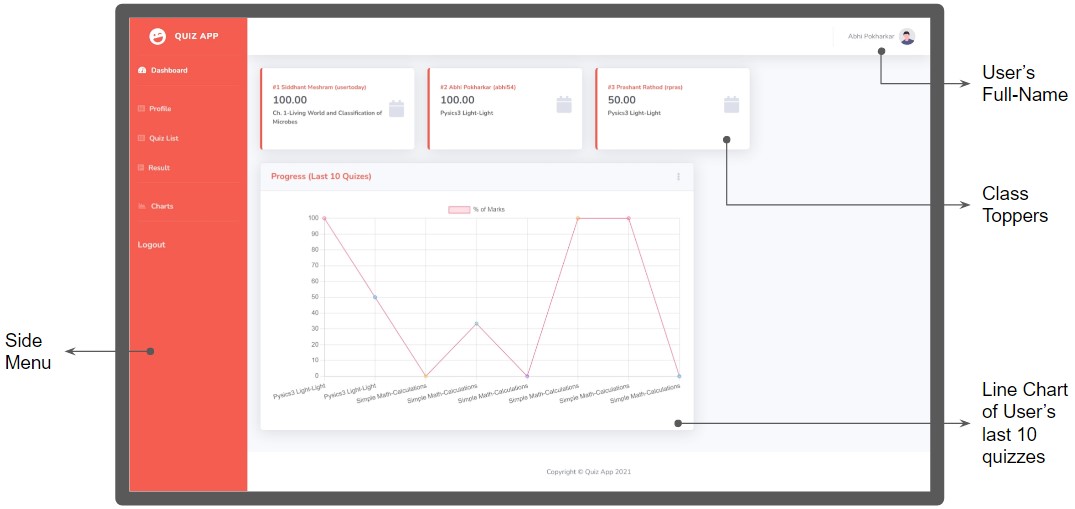 QUIZ APP
Abhi Pokharkar
Dashboard
Profile
Quiz List
Result
Charts
Logout
#1 Siddhant Meshram (usertoday)
100.00
Ch. 1-Living World and Classification of
Microbes
#2 Abhi Pokharkar (abhi54)
100.00
Pysics3 Light-Light
#3 Prashant Rathod (rpras)
50.00
Pysics3 Light-Light
Progress (Last 10 Quizes)
% of Marks
100
90
80
70
60
50
40
30
20
10
0
Pysics3 Light-Light
Pysics3 Light-Light
Simple Math-Calculations
Simple Math-Calculations
Simple Math-Calculations
Simple Math-Calculations
Simple Math-Calculations
Simple Math-Calculations
Copyright © Quiz App 2021
User's
Full-Name
Class
Toppers
Side
Menu
Line Chart
of User's
last 10
quizzes